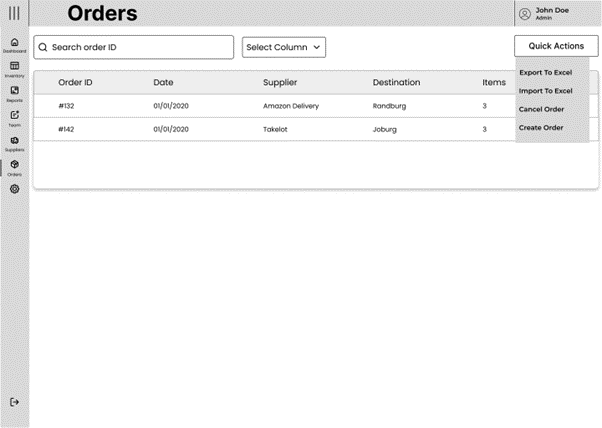 Orders
John Doe
Admin
Search order ID
Select Column
Quick Actions
Export To Excel
Import To Excel
Cancel Order
Create Order
Order ID Date Supplier Destination Items
#132 01/01/2020 Amazon Delivery Randburg 3
#142 01/01/2020 Takelot Joburg 3
Dashboard
Inventory
Reports
Team
Suppliers
Orders